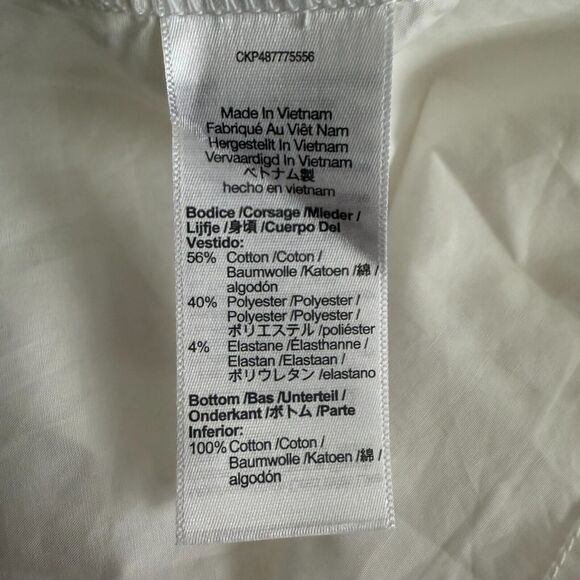 CKP487775556
Made In Vietnam
Fabriqué Au Viêt Nam
Hergestellt In Vietnam
Vervaardigd In Vietnam
ベトナム製
hecho en vietnam
Bodice /Corsage /Mieder /
Lijfje /身頃 /Cuerpo Del
Vestido:
56% Cotton /Coton /
Baumwolle /Katoen /綿 /
algodón
40% Polyester /Polyester /
Polyester /Polyester /
ポリエステル /poliéster
4% Elastane /Élasthanne /
Elastan /Elastaan /
ポリウレタン /elastano
Bottom /Bas /Unterteil /
Onderkant /ボトム /Parte
Inferior:
100% Cotton /Coton /
Baumwolle /Katoen /綿 /
algodón